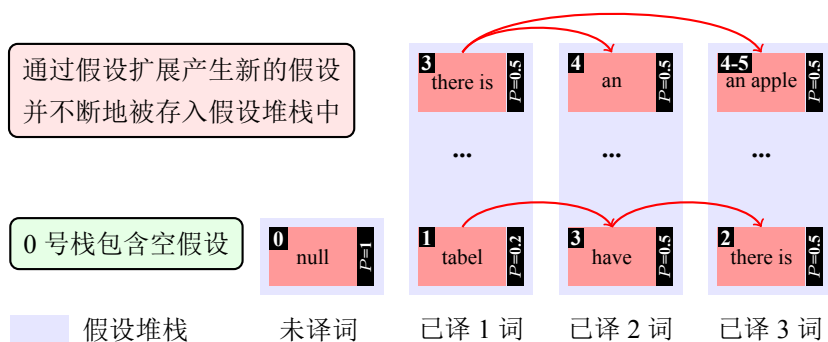 通过假设扩展产生新的假设
并不断地被存入假设堆栈中
3 there is P=0.5
4 an P=0.5
4-5 an apple P=0.5
... ... ...
0 号栈包含空假设
0 null P=1
1 tabel P=0.2
3 have P=0.5
2 there is P=0.5
假设堆栈 未译词 已译 1 词 已译 2 词 已译 3 词